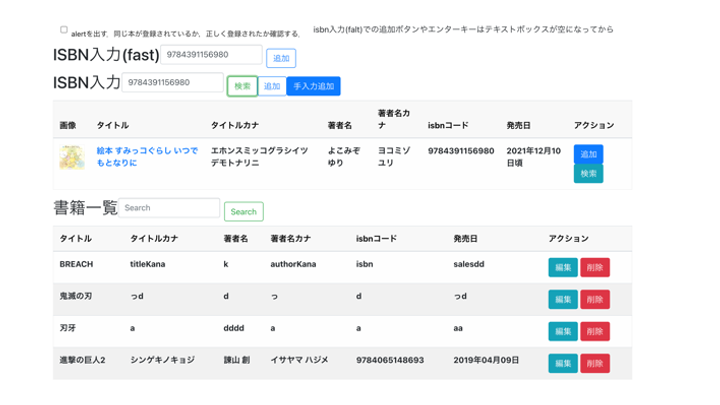 alertを出す，同じ本が登録されているか，正しく登録されたか確認する． isbn入力(falt)での追加ボタンやエンターキーはテキストボックスが空になってから
ISBN入力(fast) 9784391156980 追加
ISBN入力 9784391156980 検索 追加 手入力追加
画像 タイトル タイトルカナ 著者名 著者名カナ isbnコード 発売日 アクション
絵本 すみっコぐらし いつで エホンスミッコグラシイツ よこみぞ ヨコミゾ 9784391156980 2021年12月10 追加
もとなりに デモトナリニ ゆり ユリ 日頃 検索
書籍一覧 Search Search
タイトル タイトルカナ 著者名 著者名カナ isbnコード 発売日 アクション
BREACH titleKana k authorKana isbn salesdd 編集 削除
鬼滅の刃 っd d っ d っd 編集 削除
刃牙 a dddd a a aa 編集 削除
進撃の巨人2 シンゲキノキョジ 諌山 創 イサヤマ ハジメ 9784065148693 2019年04月09日 編集 削除